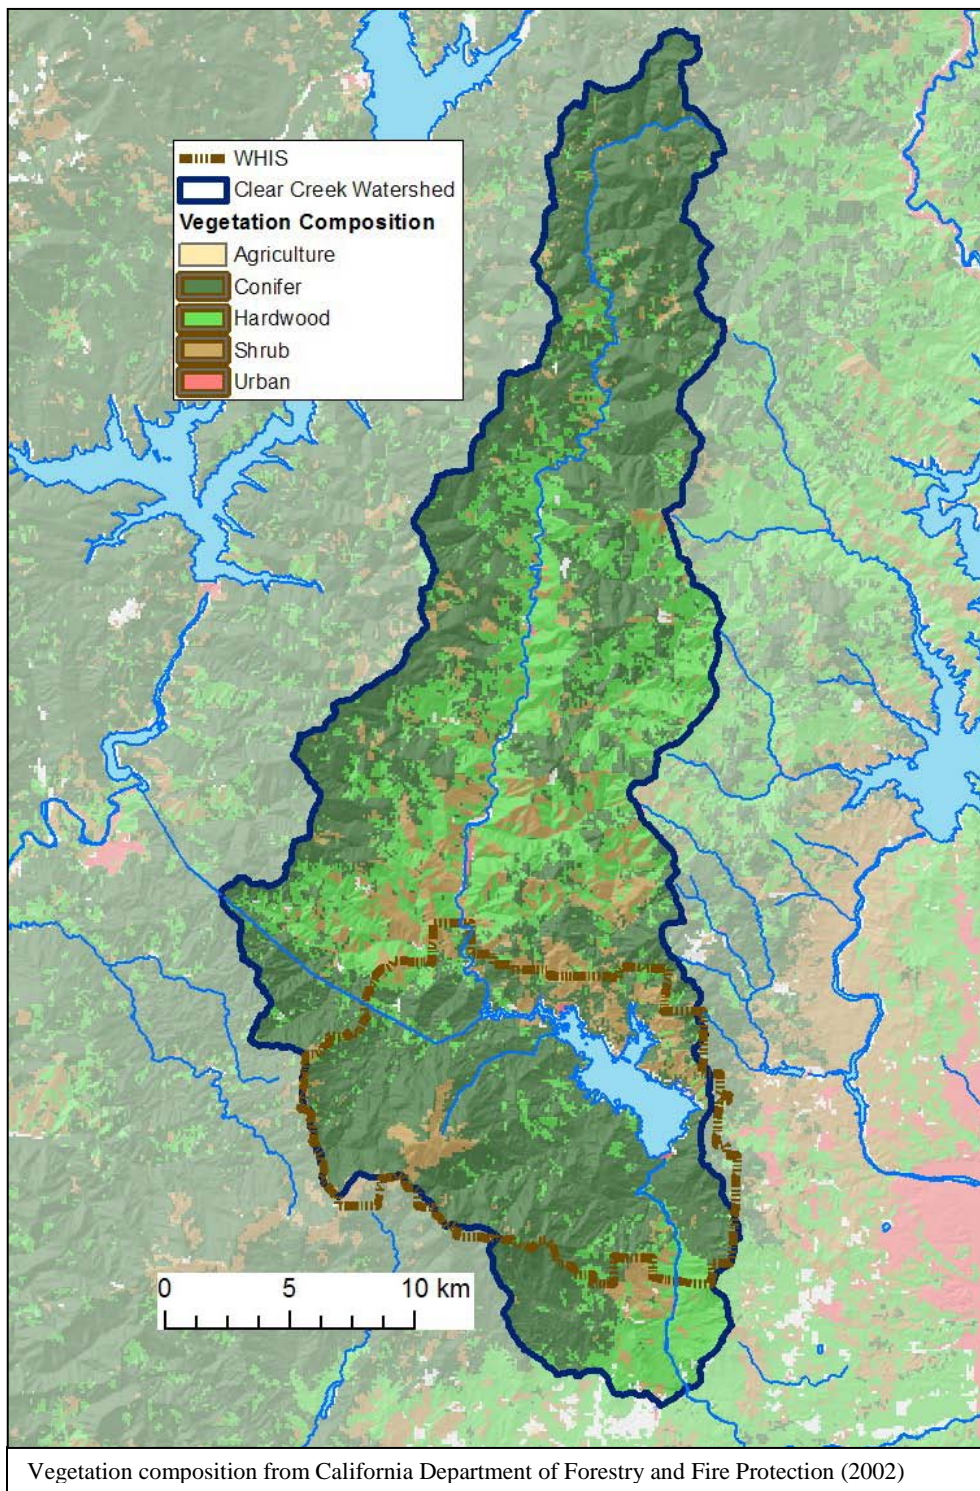 WHIS
Clear Creek Watershed
Vegetation Composition
Agriculture
Conifer
Hardwood
Shrub
Urban
0 5 10 km
Vegetation composition from California Department of Forestry and Fire Protection (2002)